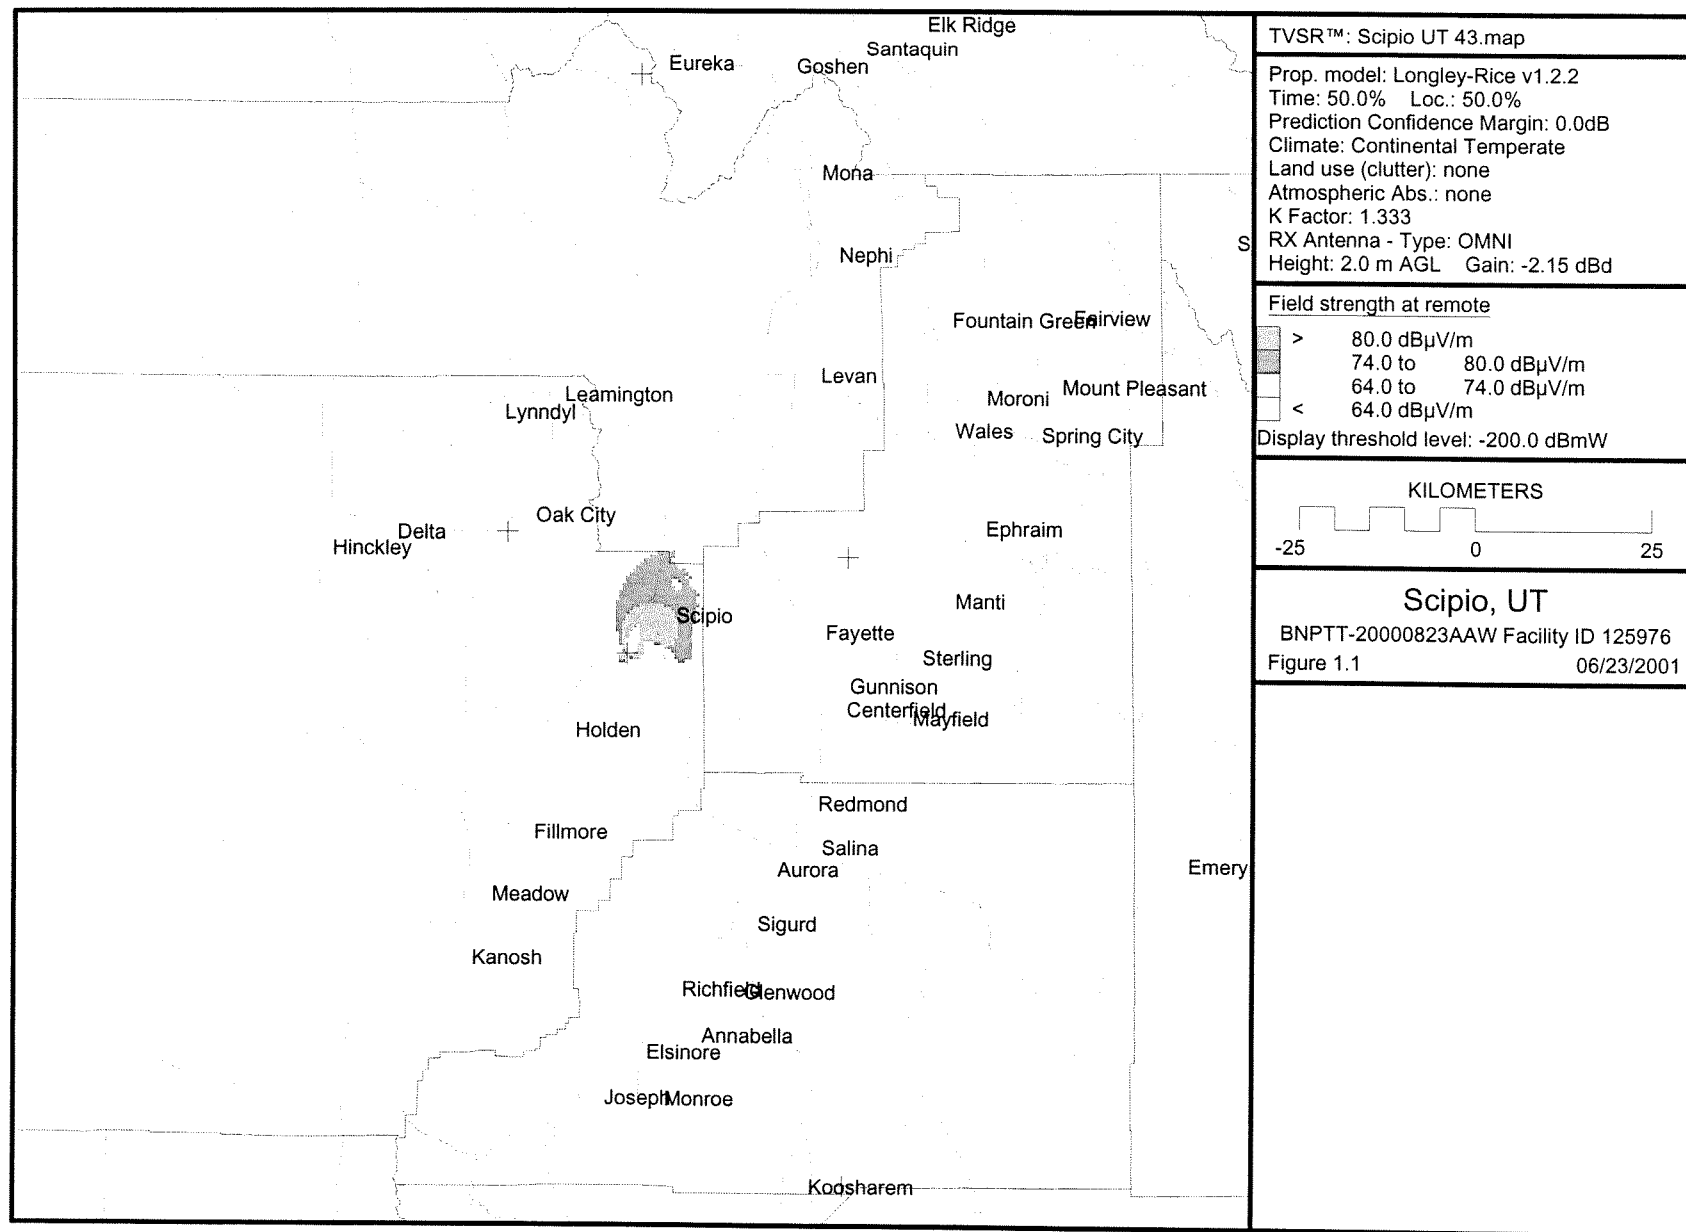 Elk Ridge
Santaquin
Eureka
Goshen
Mona
Nephi
S
Fountain Green
Fairview
Levan
Leamington
Lynndyl
Moroni
Mount Pleasant
Wales
Spring City
Oak City
Delta
Hinckley
Ephraim
Scipio
Manti
Fayette
Sterling
Gunnison
Centerfield
Mayfield
Holden
Redmond
Fillmore
Salina
Aurora
Emery
Meadow
Sigurd
Kanosh
Richfield
Glenwood
Annabella
Elsinore
Joseph
Monroe
Koosharem
TVSR™: Scipio UT 43.map
Prop. model: Longley-Rice v1.2.2
Time: 50.0% Loc.: 50.0%
Prediction Confidence Margin: 0.0dB
Climate: Continental Temperate
Land use (clutter): none
Atmospheric Abs.: none
K Factor: 1.333
RX Antenna - Type: OMNI
Height: 2.0 m AGL Gain: -2.15 dBd
Field strength at remote
> 80.0 dBµV/m
74.0 to 80.0 dBµV/m
64.0 to 74.0 dBµV/m
< 64.0 dBµV/m
Display threshold level: -200.0 dBmW
KILOMETERS
-25 0 25
Scipio, UT
BNPTT-20000823AAW Facility ID 125976
Figure 1.1 06/23/2001